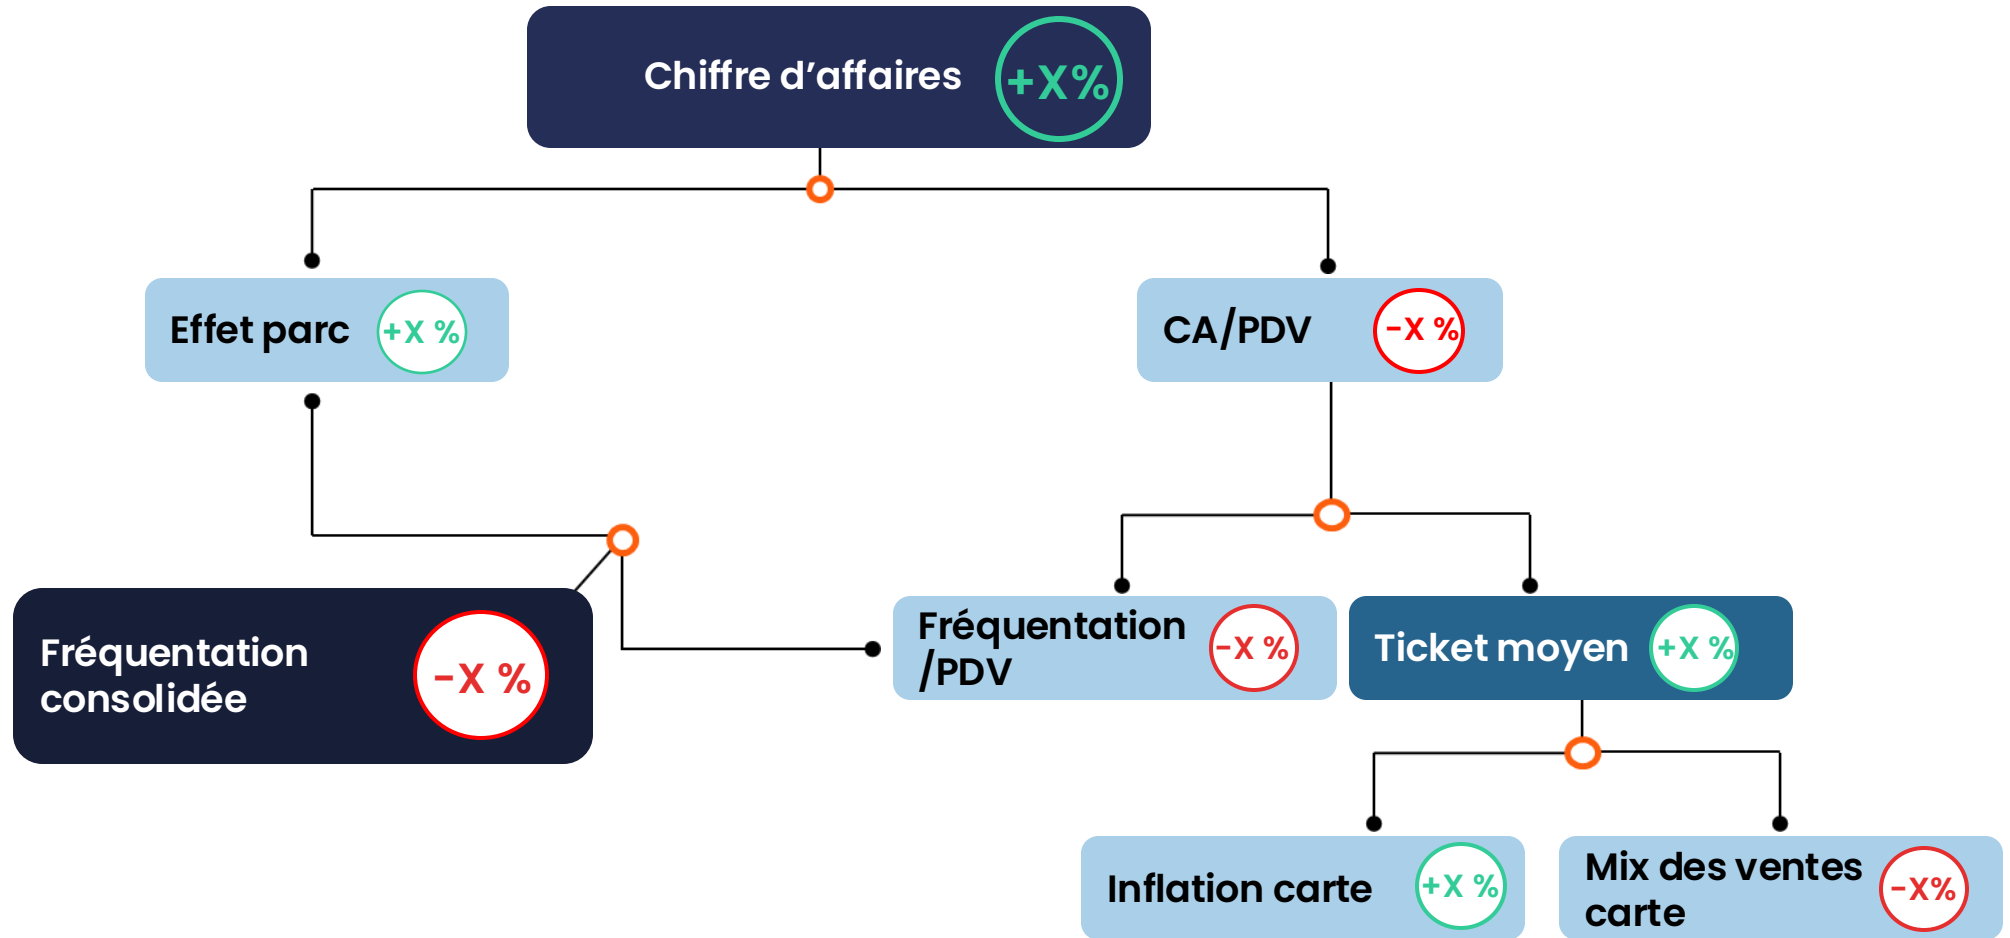 Chiffre d’affaires
+X%
Effet parc
+X %
CA/PDV
-X %
Fréquentation
consolidée
-X %
Fréquentation
/PDV
-X %
Ticket moyen
+X %
Inflation carte
+X %
Mix des ventes
carte
-X%